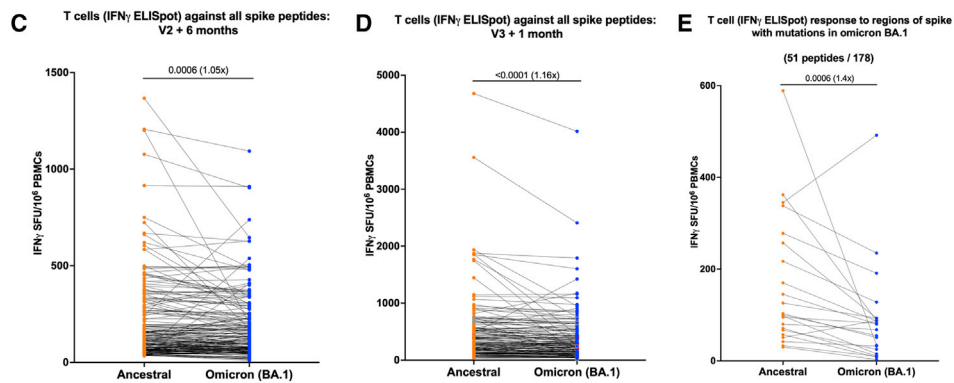 C
T cells (IFNγ ELISpot) against all spike peptides:
V2 + 6 months
0.0006 (1.05x)
IFNγ SFU/10⁶ PBMCs
1500
1000
500
0
Ancestral
Omicron (BA.1)
D
T cells (IFNγ ELISpot) against all spike peptides:
V3 + 1 month
<0.0001 (1.16x)
IFNγ SFU/10⁶ PBMCs
5000
4000
3000
2000
1000
0
Ancestral
Omicron (BA.1)
E
T cell (IFNγ ELISpot) response to regions of spike
with mutations in omicron BA.1
(51 peptides / 178)
0.0006 (1.4x)
IFNγ SFU/10⁶ PBMCs
600
400
200
0
Ancestral
Omicron (BA.1)